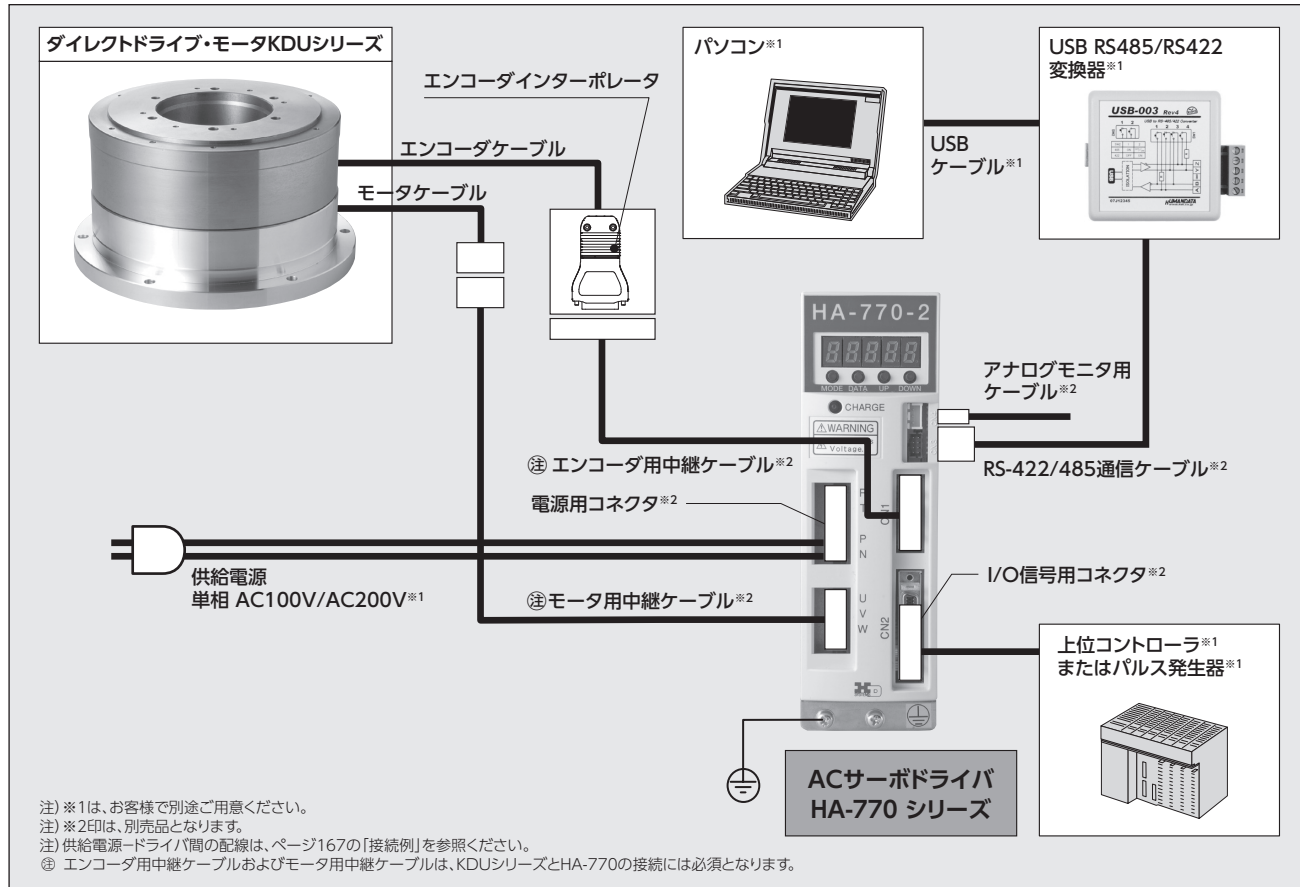 ダイレクトドライブ・モータKDUシリーズ
エンコーダインターポレータ
エンコーダケーブル
モータケーブル
パソコン※1
USB
ケーブル※1
USB RS485/RS422
変換器※1
USB-003 Rev4
USB to RS-485/422 Converter
ISOLATION
HUMANDATA
HA-770-2
88888
MODE DATA UP DOWN
CHARGE
⚠WARNING
Voltage
アナログモニタ用
ケーブル※2
RS-422/485通信ケーブル※2
㊟ エンコーダ用中継ケーブル※2
電源用コネクタ※2
R
T
P
N
CN1
供給電源
単相 AC100V/AC200V※1
㊟モータ用中継ケーブル※2
U
V
W
CN2
I/O信号用コネクタ※2
上位コントローラ※1
またはパルス発生器※1
ACサーボドライバ
HA-770 シリーズ
注）※1は、お客様で別途ご用意ください。
注）※2印は、別売品となります。
注）供給電源−ドライバ間の配線は、ページ167の「接続例」を参照ください。
㊟ エンコーダ用中継ケーブルおよびモータ用中継ケーブルは、KDUシリーズとHA-770の接続には必須となります。